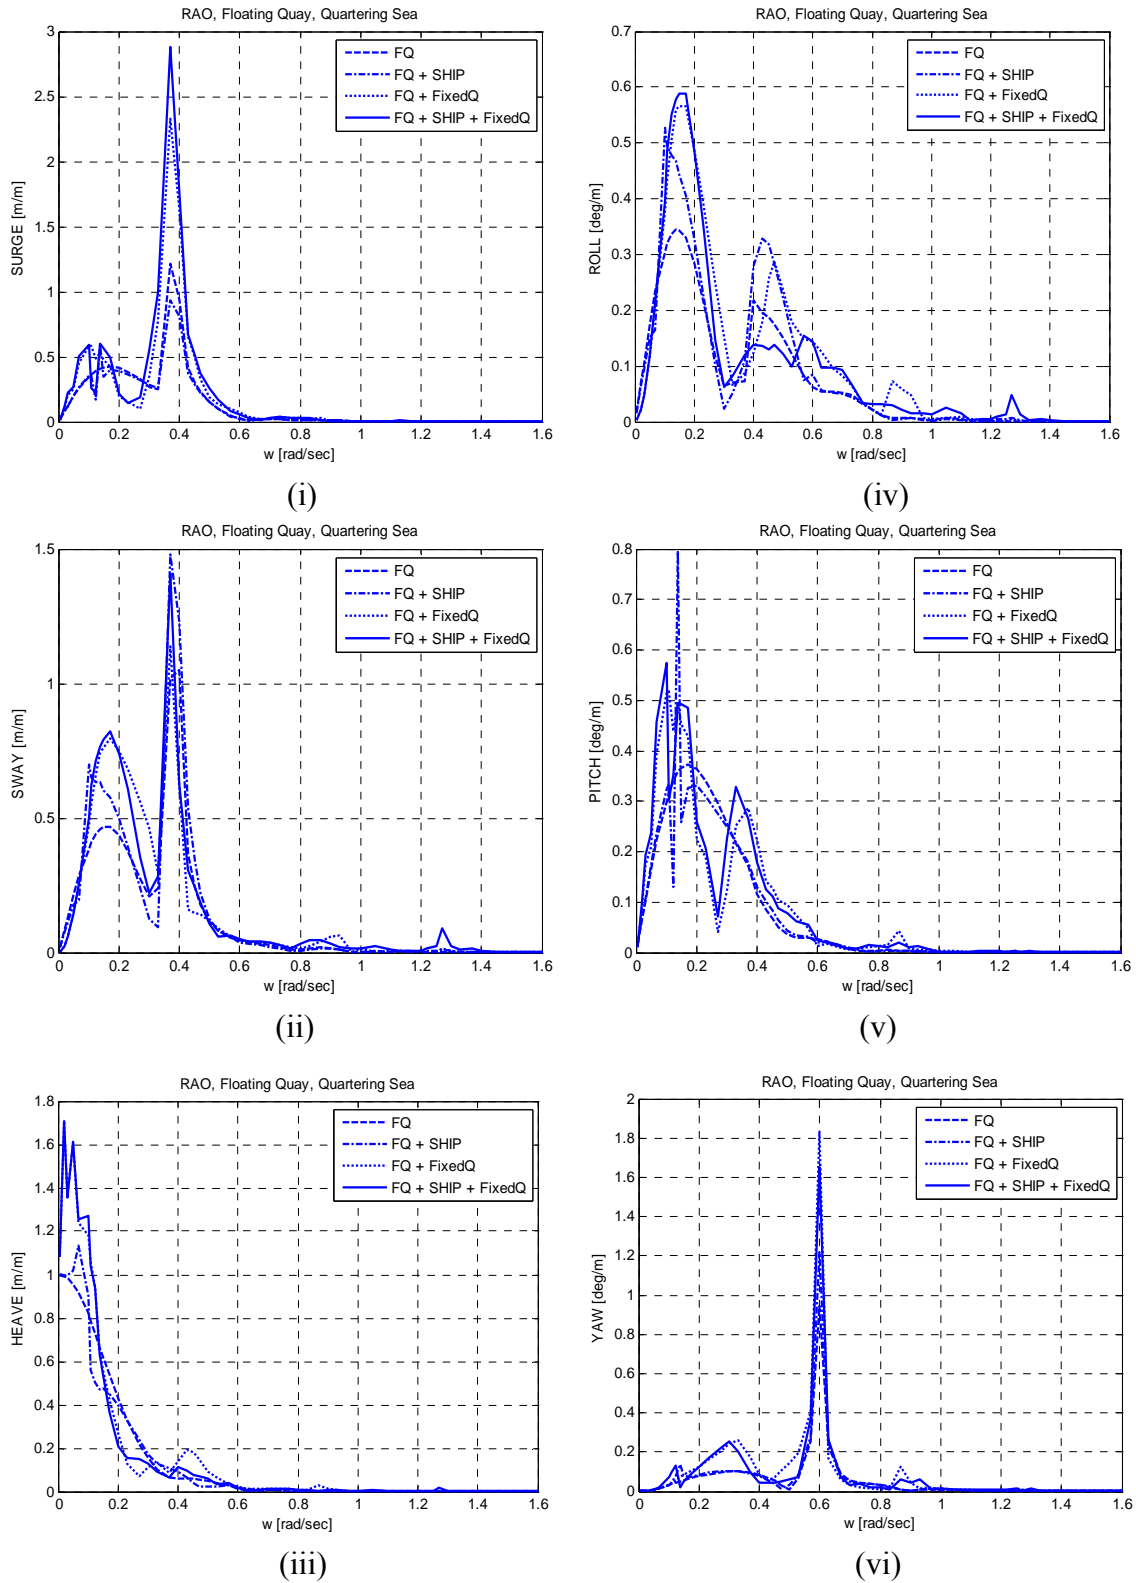 RAO, Floating Quay, Quartering Sea
SURGE [m/m]
3
2.5
2
1.5
1
0.5
0
0 0.2 0.4 0.6 0.8 1 1.2 1.4 1.6
w [rad/sec]
FQ
FQ + SHIP
FQ + FixedQ
FQ + SHIP + FixedQ
(i)
RAO, Floating Quay, Quartering Sea
ROLL [deg/m]
0.7
0.6
0.5
0.4
0.3
0.2
0.1
0
0 0.2 0.4 0.6 0.8 1 1.2 1.4 1.6
w [rad/sec]
FQ
FQ + SHIP
FQ + FixedQ
FQ + SHIP + FixedQ
(iv)
RAO, Floating Quay, Quartering Sea
SWAY [m/m]
1.5
1
0.5
0
0 0.2 0.4 0.6 0.8 1 1.2 1.4 1.6
w [rad/sec]
FQ
FQ + SHIP
FQ + FixedQ
FQ + SHIP + FixedQ
(ii)
RAO, Floating Quay, Quartering Sea
PITCH [deg/m]
0.8
0.7
0.6
0.5
0.4
0.3
0.2
0.1
0
0 0.2 0.4 0.6 0.8 1 1.2 1.4 1.6
w [rad/sec]
FQ
FQ + SHIP
FQ + FixedQ
FQ + SHIP + FixedQ
(v)
RAO, Floating Quay, Quartering Sea
HEAVE [m/m]
1.8
1.6
1.4
1.2
1
0.8
0.6
0.4
0.2
0
0 0.2 0.4 0.6 0.8 1 1.2 1.4 1.6
w [rad/sec]
FQ
FQ + SHIP
FQ + FixedQ
FQ + SHIP + FixedQ
(iii)
RAO, Floating Quay, Quartering Sea
YAW [deg/m]
2
1.8
1.6
1.4
1.2
1
0.8
0.6
0.4
0.2
0
0 0.2 0.4 0.6 0.8 1 1.2 1.4 1.6
w [rad/sec]
FQ
FQ + SHIP
FQ + FixedQ
FQ + SHIP + FixedQ
(vi)